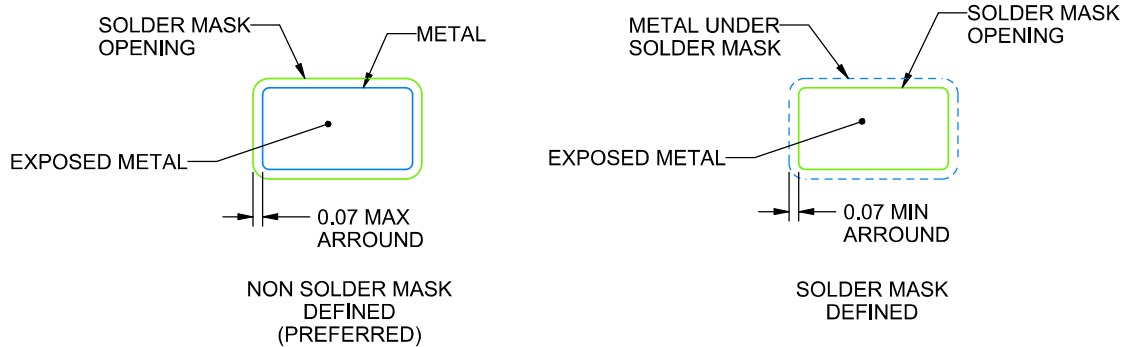 SOLDER MASK
OPENING
METAL
EXPOSED METAL
0.07 MAX
ARROUND
NON SOLDER MASK
DEFINED
(PREFERRED)
METAL UNDER
SOLDER MASK
SOLDER MASK
OPENING
EXPOSED METAL
0.07 MIN
ARROUND
SOLDER MASK
DEFINED